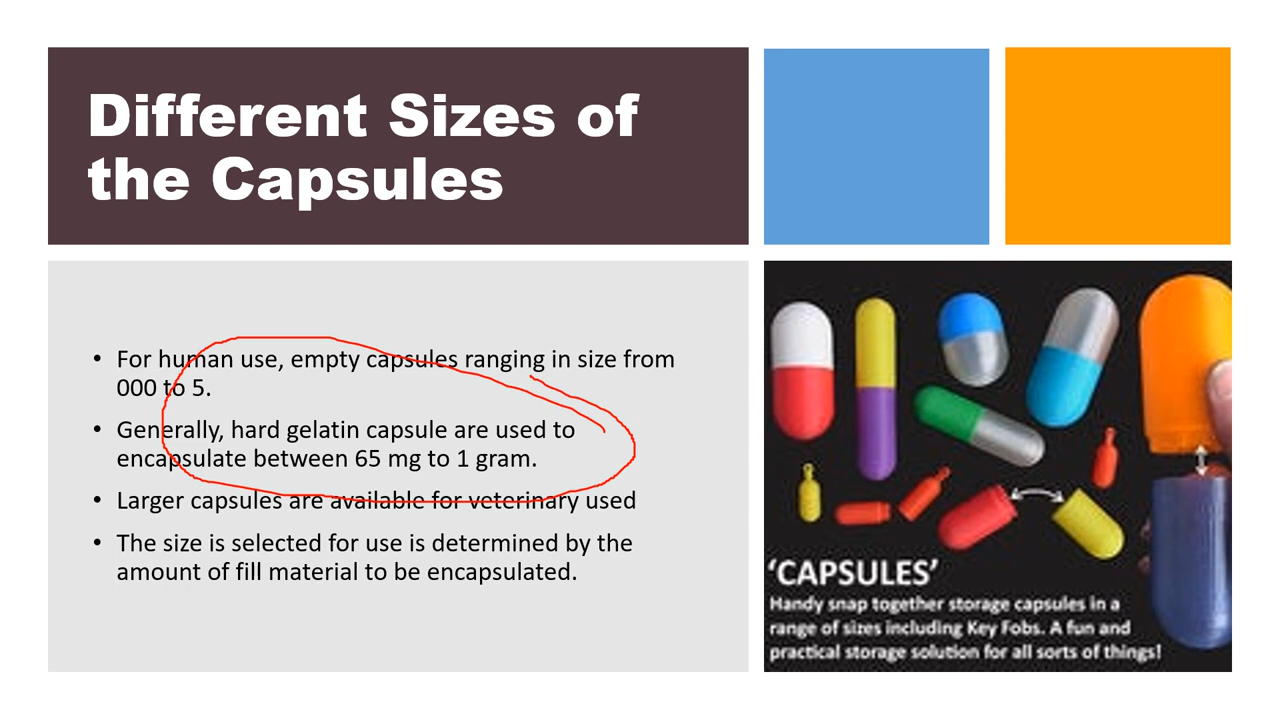 Different Sizes of
the Capsules
• For human use, empty capsules ranging in size from
000 to 5.
• Generally, hard gelatin capsule are used to
encapsulate between 65 mg to 1 gram.
• Larger capsules are available for veterinary used
• The size is selected for use is determined by the
amount of fill material to be encapsulated.
‘CAPSULES’
Handy snap together storage capsules in a
range of sizes including Key Fobs. A fun and
practical storage solution for all sorts of things!